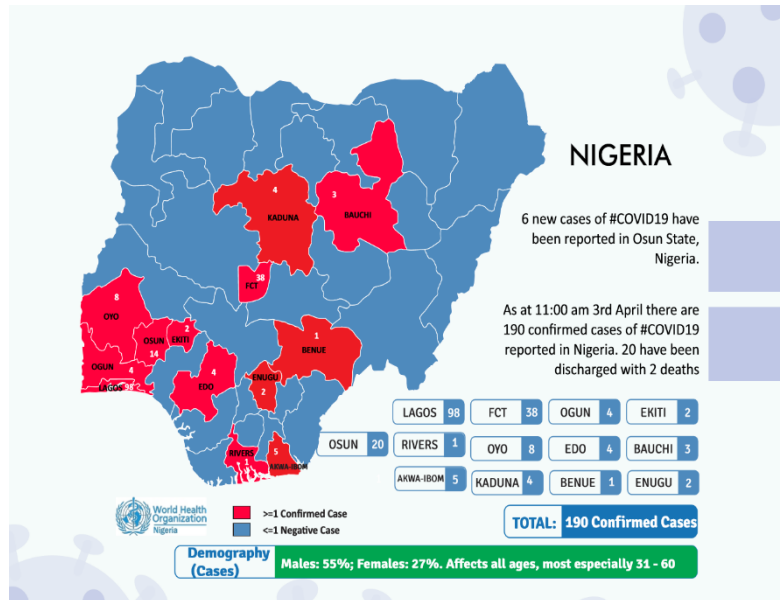 NIGERIA
6 new cases of #COVID19 have
been reported in Osun State,
Nigeria.
As at 11:00 am 3rd April there are
190 confirmed cases of #COVID19
reported in Nigeria. 20 have been
discharged with 2 deaths
4
KADUNA
3
BAUCHI
38
FCT
8
OYO
2
EKITI
OSUN
14
OGUN
4
LAGOS 98
4
EDO
1
BENUE
ENUGU
2
RIVERS
1
5
AKWA-IBOM
LAGOS 98
FCT 38
OGUN 4
EKITI 2
OSUN 20
RIVERS 1
OYO 8
EDO 4
BAUCHI 3
AKWA-IBOM 5
KADUNA 4
BENUE 1
ENUGU 2
World Health
Organization
Nigeria
>=1 Confirmed Case
<=1 Negative Case
TOTAL: 190 Confirmed Cases
Demography
(Cases)
Males: 55%; Females: 27%. Affects all ages, most especially 31 - 60